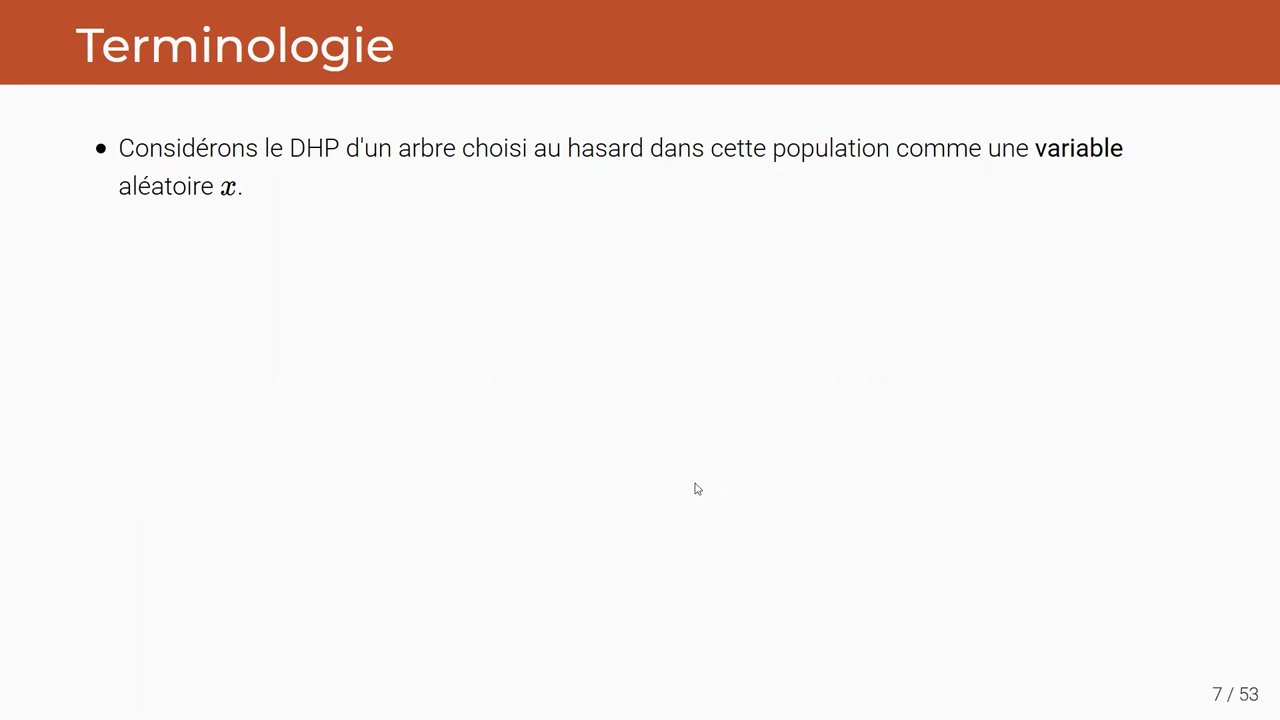 Terminologie
Considérons le DHP d'un arbre choisi au hasard dans cette population comme une variable
aléatoire x.
7 / 53